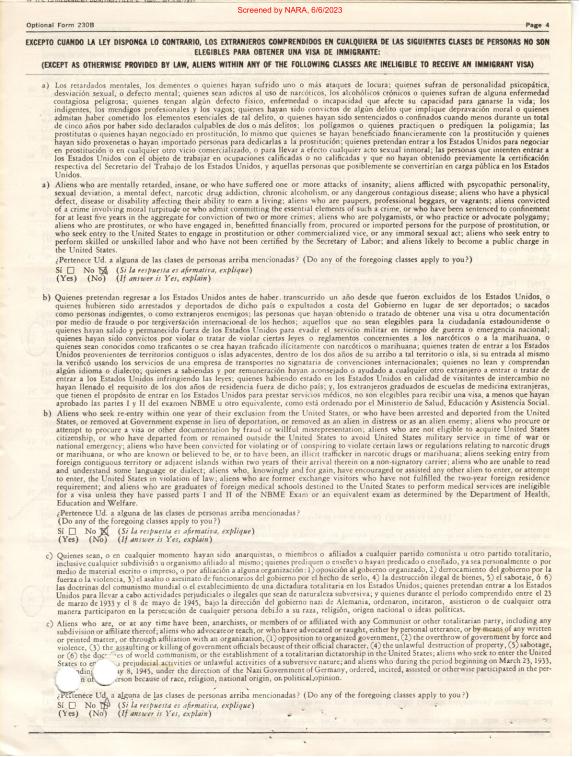 Screened by NARA, 6/6/2023
Optional Form 230B Page 4
EXCEPTO CUANDO LA LEY DISPONGA LO CONTRARIO, LOS EXTRANJEROS COMPRENDIDOS EN CUALQUIERA DE LAS SIGUIENTES CLASES DE PERSONAS NO SON
ELEGIBLES PARA OBTENER UNA VISA DE INMIGRANTE:
(EXCEPT AS OTHERWISE PROVIDED BY LAW, ALIENS WITHIN ANY OF THE FOLLOWING CLASSES ARE INELIGIBLE TO RECEIVE AN IMMIGRANT VISA)
a) Los retardados mentales, los dementes o quienes hayan sufrido uno o más ataques de locura; quienes sufran de personalidad psicopática,
desviación sexual, o defecto mental; quienes sean adictos al uso de narcóticos, los alcohólicos crónicos o quienes sufran de alguna enfermedad
contagiosa peligrosa; quienes tengan algún defecto físico, enfermedad o incapacidad que afecte su capacidad para ganarse la vida; los
indigentes, los mendigos profesionales y los vagos; quienes hayan sido convictos de algún delito que implique depravación moral o quienes
admitan haber cometido los elementos esenciales de tal delito, o quienes hayan sido sentenciados o confinados cuando menos durante un total
de cinco años por haber sido declarados culpables de dos o más delitos; los polígamos o quienes practiquen o prediquen la poligamia; las
prostitutas o quienes hayan negociado en prostitución, lo mismo que quienes se hayan beneficiado financieramente con la prostitución y quienes
hayan sido proxenetas o hayan importado personas para dedicarlas a la prostitución; quienes pretendan entrar a los Estados Unidos para negociar
en prostitución o en cualquier otro vicio comercializado, o para llevar a efecto cualquier acto sexual inmoral; las personas que intenten entrar a
los Estados Unidos con el objeto de trabajar en ocupaciones calificadas o no calificadas y que no hayan obtenido previamente la certificación
respectiva del Secretario del Trabajo de los Estados Unidos, y aquellas personas que posiblemente se convertirían en carga pública en los Estados
Unidos.
a) Aliens who are mentally retarded, insane, or who have suffered one or more attacks of insanity; aliens afflicted with psychopathic personality,
sexual deviation, a mental defect, narcotic drug addiction, chronic alcoholism, or any dangerous contagious disease; aliens who have a physical
defect, disease or disability affecting their ability to earn a living; aliens who are paupers, professional beggars, or vagrants; aliens convicted
of a crime involving moral turpitude or who admit committing the essential elements of such a crime, or who have been sentenced to confinement
for at least five years in the aggregate for conviction of two or more crimes; aliens who are polygamists, or who practice or advocate polygamy;
aliens who are prostitutes, or who have engaged in, benefited financially from, procured or imported persons for the purpose of prostitution, or
who seek entry to the United States to engage in prostitution or other commercialized vice, or any immoral sexual act; aliens who seek entry to
perform skilled or unskilled labor and who have not been certified by the Secretary of Labor; and aliens likely to become a public charge in
the United States.
¿Pertenece Ud. a alguna de las clases de personas arriba mencionadas? (Do any of the foregoing classes apply to you?)
Sí ☐ No ☒ (Si la respuesta es afirmativa, explique)
(Yes) (No) (If answer is Yes, explain)
b) Quienes pretendan regresar a los Estados Unidos antes de haber transcurrido un año desde que fueron excluidos de los Estados Unidos, o
quienes hubieren sido arrestados y deportados de dicho país o expulsados a costa del Gobierno en lugar de ser deportados; o sacados
como personas indigentes, o como extranjeros enemigos; las personas que hayan obtenido o tratado de obtener una visa u otra documentación
por medio de fraude o por tergiversación intencional de los hechos; aquellos que no sean elegibles para la ciudadanía estadounidense o
quienes hayan salido y permanecido fuera de los Estados Unidos para evadir el servicio militar en tiempo de guerra o emergencia nacional;
quienes hayan sido convictos por violar o tratar de violar ciertas leyes o reglamentos concernientes a los narcóticos o a la marihuana, o
quienes sean conocidos como traficantes o se crea hayan traficado ilícitamente con narcóticos o marihuana; quienes traten de entrar a los Estados
Unidos provenientes de territorios contiguos o islas adyacentes, dentro de los dos años de su arribo a tal territorio o isla, si su entrada al mismo
la verificó usando los servicios de una empresa de transportes no signataria de convenciones internacionales; quienes no lean y comprendan
algún idioma o dialecto; quienes a sabiendas y por remuneración hayan aconsejado o ayudado a cualquier otro extranjero a entrar o tratar de
entrar a los Estados Unidos infringiendo las leyes; quienes habiendo estado en los Estados Unidos en calidad de visitantes de intercambio no
hayan llenado el requisito de los dos años de residencia fuera de dicho país; y, los extranjeros graduados de escuelas de medicina extranjeras,
que tienen el propósito de entrar en los Estados Unidos para prestar servicios médicos, no son elegibles para recibir una visa, a menos que hayan
aprobado las partes I y II del examen NBME u otro equivalente, como está ordenado por el Ministerio de Salud, Educación y Asistencia Social.
b) Aliens who seek re-entry within one year of their exclusion from the United States, or who have been arrested and deported from the United
States, or removed at Government expense in lieu of deportation, or removed as an alien in distress or as an alien enemy; aliens who procure or
attempt to procure a visa or other documentation by fraud or willful misrepresentation; aliens who are not eligible to acquire United States
citizenship, or who have departed from or remained outside the United States to avoid United States military service in time of war or
national emergency; aliens who have been convicted for violating or of conspiring to violate certain laws or regulations relating to narcotic drugs
or marihuana, or who are known or believed to be, or to have been, an illicit trafficker in narcotic drugs or marihuana; aliens seeking entry from
foreign contiguous territory or adjacent islands within two years of their arrival therein on a non-signatory carrier; aliens who are unable to read
and understand some language or dialect; aliens who, knowingly and for gain, have encouraged or assisted any other alien to enter, or attempt
to enter, the United States in violation of law; aliens who are former exchange visitors who have not fulfilled the two-year foreign residence
requirement; and aliens who are graduates of foreign medical schools destined to the United States to perform medical services are ineligible
for a visa unless they have passed parts I and II of the NBME Exam or an equivalent exam as determined by the Department of Health,
Education and Welfare.
¿Pertenece Ud. a alguna de las clases de personas arriba mencionadas?
(Do any of the foregoing classes apply to you?)
Sí ☐ No ☒ (Si la respuesta es afirmativa, explique)
(Yes) (No) (If answer is Yes, explain)
c) Quienes sean, o en cualquier momento hayan sido anarquistas, o miembros o afiliados a cualquier partido comunista u otro partido totalitario,
inclusive cualquier subdivisión u organismo afiliado al mismo; quienes prediquen o enseñen o hayan predicado o enseñado, ya sea personalmente o por
medio de material escrito o impreso, o por afiliación a alguna organización: 1) oposición al gobierno organizado, 2) derrocamiento del gobierno por la
fuerza o la violencia, 3) el asalto o asesinato de funcionarios del gobierno por el hecho de serlo, 4) la destrucción ilegal de bienes, 5) el sabotaje, ó 6)
las doctrinas del comunismo mundial o el establecimiento de una dictadura totalitaria en los Estados Unidos; quienes pretendan entrar a los Estados
Unidos para llevar a cabo actividades perjudiciales o ilegales que sean de naturaleza subversiva; y quienes durante el período comprendido entre el 23
de marzo de 1933 y el 8 de mayo de 1945, bajo la dirección del gobierno nazi de Alemania, ordenaron, incitaron, asistieron o de cualquier otra
manera participaron en la persecución de cualquier persona debido a su raza, religión, origen nacional o ideas políticas.
c) Aliens who are, or at any time have been, anarchists, or members of or affiliated with any Communist or other totalitarian party, including any
subdivision or affiliate thereof; aliens who advocate or teach, or who have advocated or taught, either by personal utterance, or by means of any written
or printed matter, or through affiliation with an organization, (1) opposition to organized government, (2) the overthrow of government by force and
violence, (3) the assaulting or killing of government officials because of their official character, (4) the unlawful destruction of property, (5) sabotage,
or (6) the doc es of world communism, or the establishment of a totalitarian dictatorship in the United States; aliens who seek to enter the United
States to en prejudicial activities or unlawful activities of a subversive nature; and aliens who during the period beginning on March 23, 1933,
nding y 8, 1945, under the direction of the Nazi Government of Germany, ordered, incited, assisted or otherwise participated in the per-
n of rson because of race, religion, national origin, or political opinion.
¿Pertenece Ud. a alguna de las clases de personas arriba mencionadas? (Do any of the foregoing classes apply to you?)
Sí ☐ No ☒ (Si la respuesta es afirmativa, explique)
(Yes) (No) (If answer is Yes, explain)